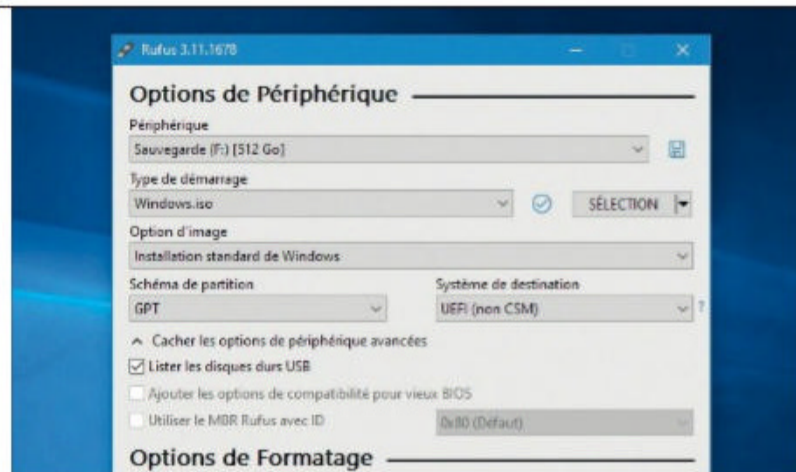 Rufus 3.11.1678
Options de Périphérique
Périphérique
Sauvegarde (F:) [512 Go]
Type de démarrage
Windows.iso
SÉLECTION
Option d'image
Installation standard de Windows
Schéma de partition Système de destination
GPT UEFI (non CSM) ?
Cacher les options de périphérique avancées
Lister les disques durs USB
Ajouter les options de compatibilité pour vieux BIOS
Utiliser le MBR Rufus avec ID 0x80 (Défaut)
Options de Formatage